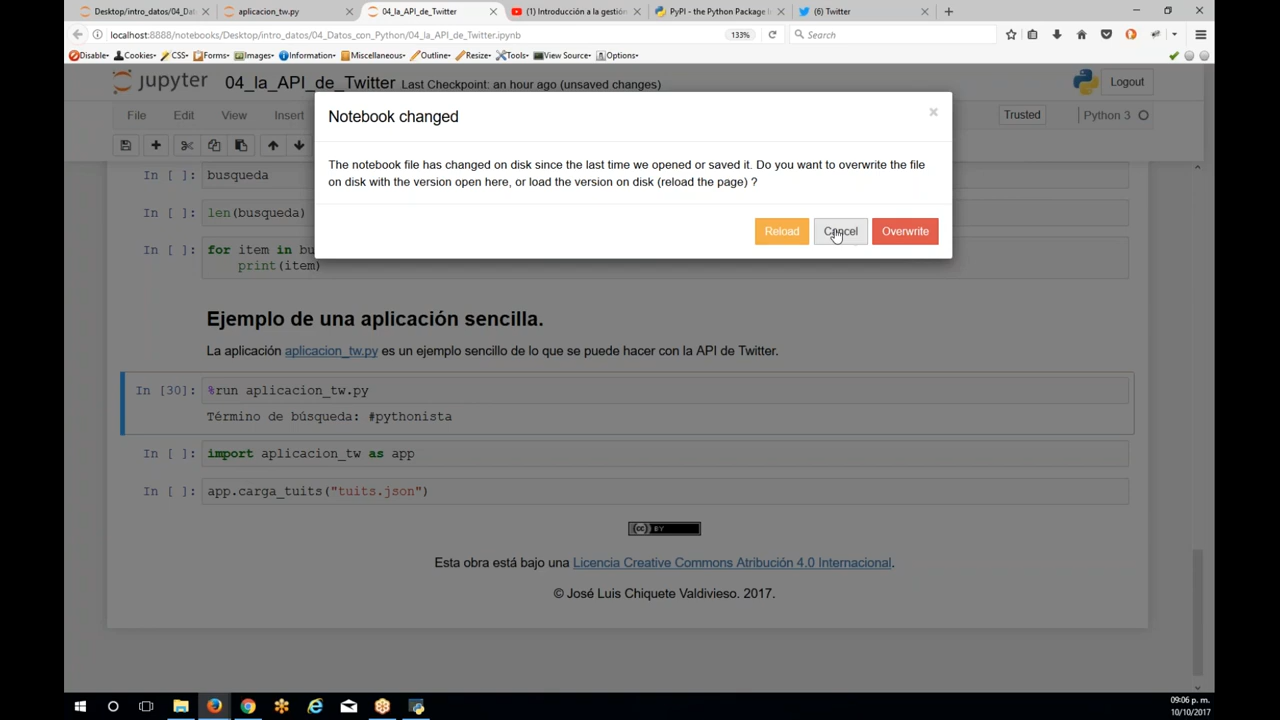 Desktop/intro_datos/04_Da
aplicacion_tw.py
04_la_API_de_Twitter
(1) Introducción a la gestión
PyPI - the Python Package I
(6) Twitter
localhost:8888/notebooks/Desktop/intro_datos/04_Datos_con_Python/04_la_API_de_Twitter.ipynb
133%
Search
Disable
Cookies
CSS
Forms
Images
Information
Miscellaneous
Outline
Resize
Tools
View Source
Options
jupyter
04_la_API_de_Twitter
Last Checkpoint: an hour ago (unsaved changes)
Logout
File
Edit
View
Insert
Trusted
Python 3
Notebook changed
The notebook file has changed on disk since the last time we opened or saved it. Do you want to overwrite the file
on disk with the version open here, or load the version on disk (reload the page) ?
Reload
Cancel
Overwrite
In [ ]: busqueda
In [ ]: len(busqueda)
In [ ]: for item in bu
print(item)
Ejemplo de una aplicación sencilla.
La aplicación aplicacion_tw.py es un ejemplo sencillo de lo que se puede hacer con la API de Twitter.
In [30]: %run aplicacion_tw.py
Término de búsqueda: #pythonista
In [ ]: import aplicacion_tw as app
In [ ]: app.carga_tuits("tuits.json")
cc BY
Esta obra está bajo una Licencia Creative Commons Atribución 4.0 Internacional.
© José Luis Chiquete Valdivieso. 2017.
09:06 p. m.
10/10/2017